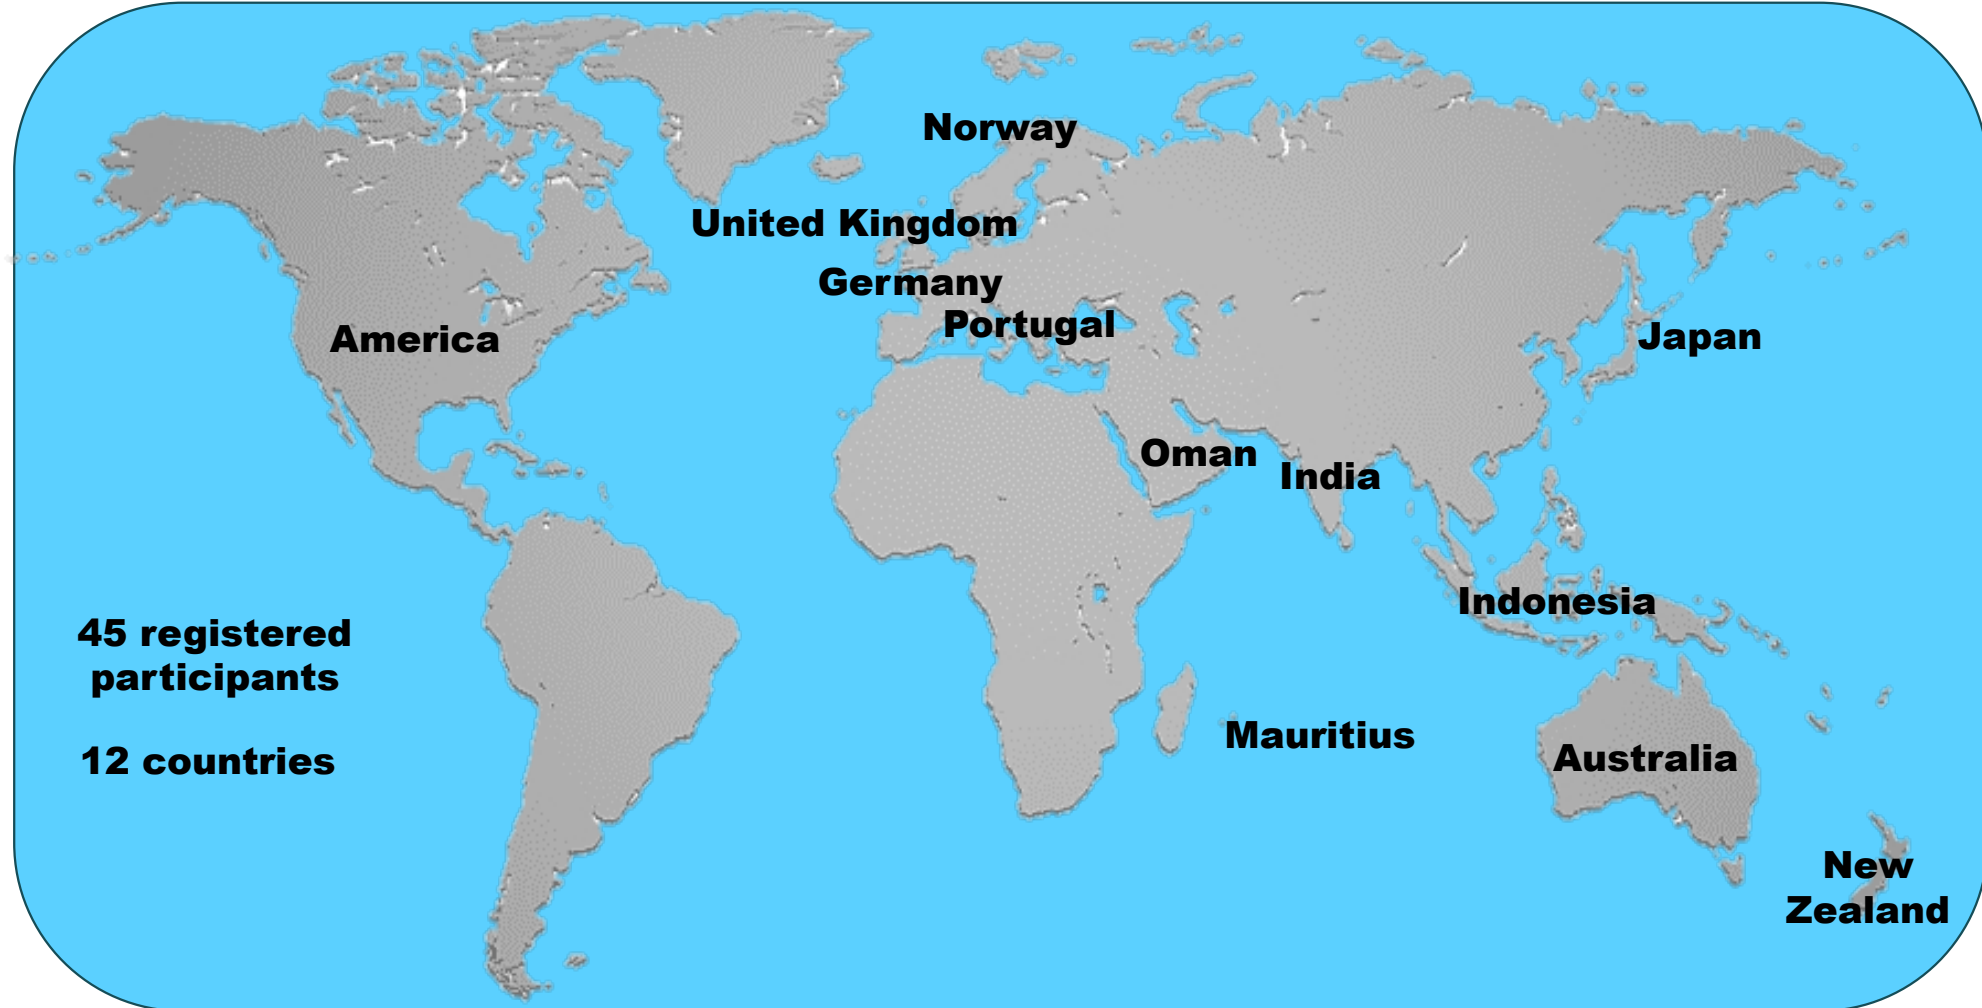 Norway
United Kingdom
Germany
Portugal
America
Japan
Oman
India
Indonesia
45 registered
participants
Mauritius
12 countries
Australia
New
Zealand